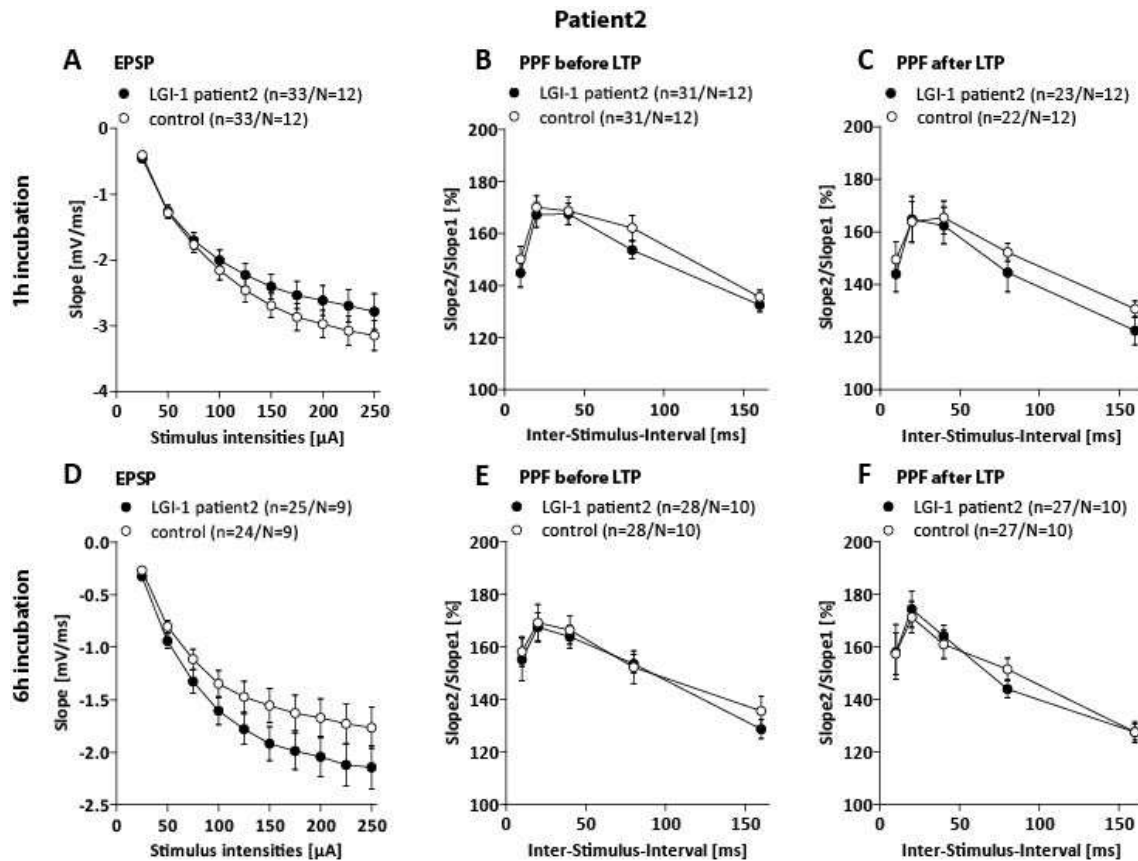 Patient2
1h incubation
A EPSP
LGI-1 patient2 (n=33/N=12)
control (n=33/N=12)
0
-1
-2
-3
-4
Slope [mV/ms]
0 50 100 150 200 250
Stimulus intensities [µA]
B PPF before LTP
LGI-1 patient2 (n=31/N=12)
control (n=31/N=12)
200
180
160
140
120
100
Slope2/Slope1 [%]
0 50 100 150
Inter-Stimulus-Interval [ms]
C PPF after LTP
LGI-1 patient2 (n=23/N=12)
control (n=22/N=12)
200
180
160
140
120
100
Slope2/Slope1 [%]
0 50 100 150
Inter-Stimulus-Interval [ms]
6h incubation
D EPSP
LGI-1 patient2 (n=25/N=9)
control (n=24/N=9)
0.0
-0.5
-1.0
-1.5
-2.0
-2.5
Slope [mV/ms]
0 50 100 150 200 250
Stimulus intensities [µA]
E PPF before LTP
LGI-1 patient2 (n=28/N=10)
control (n=28/N=10)
200
180
160
140
120
100
Slope2/Slope1 [%]
0 50 100 150
Inter-Stimulus-Interval [ms]
F PPF after LTP
LGI-1 patient2 (n=27/N=10)
control (n=27/N=10)
200
180
160
140
120
100
Slope2/Slope1 [%]
0 50 100 150
Inter-Stimulus-Interval [ms]